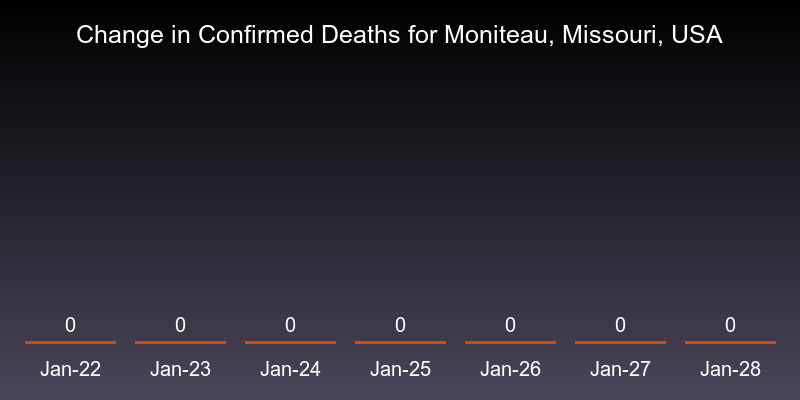 Change in Confirmed Deaths for Moniteau, Missouri, USA
0 0 0 0 0 0 0
Jan-22 Jan-23 Jan-24 Jan-25 Jan-26 Jan-27 Jan-28